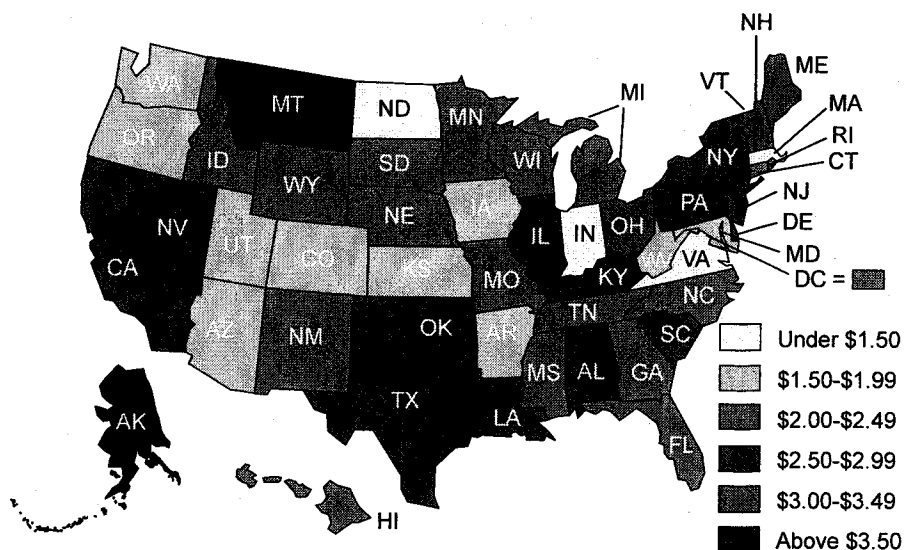 NH
ME
VT
MI
MA
WA
MT
ND
MN
RI
OR
ID
SD
WI
NY
CT
WY
PA
NJ
NE
IA
OH
DE
NV
IL
IN
MD
UT
CO
KS
MO
KY
VA
CA
DC =
NC
TN
AZ
NM
OK
AR
SC
Under $1.50
MS
AL
GA
$1.50-$1.99
TX
LA
AK
$2.00-$2.49
FL
$2.50-$2.99
$3.00-$3.49
HI
Above $3.50